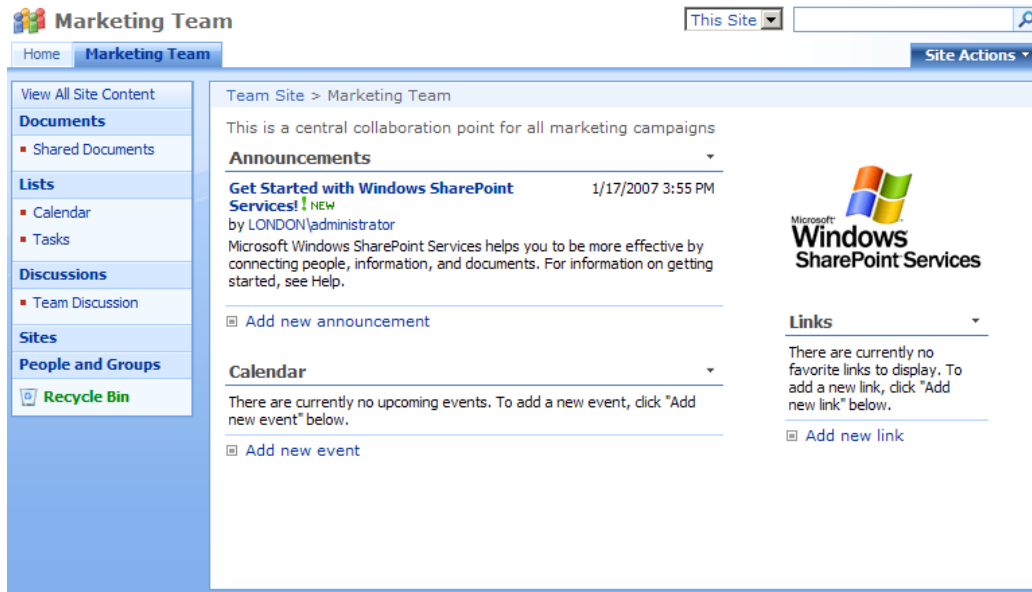 Marketing Team
This Site
Home
Marketing Team
Site Actions
View All Site Content
Documents
Shared Documents
Lists
Calendar
Tasks
Discussions
Team Discussion
Sites
People and Groups
Recycle Bin
Team Site > Marketing Team
This is a central collaboration point for all marketing campaigns
Announcements
Get Started with Windows SharePoint 1/17/2007 3:55 PM
Services! ! NEW
by LONDON\administrator
Microsoft Windows SharePoint Services helps you to be more effective by
connecting people, information, and documents. For information on getting
started, see Help.
Add new announcement
Calendar
There are currently no upcoming events. To add a new event, click "Add
new event" below.
Add new event
Microsoft
Windows
SharePoint Services
Links
There are currently no
favorite links to display. To
add a new link, click "Add
new link" below.
Add new link